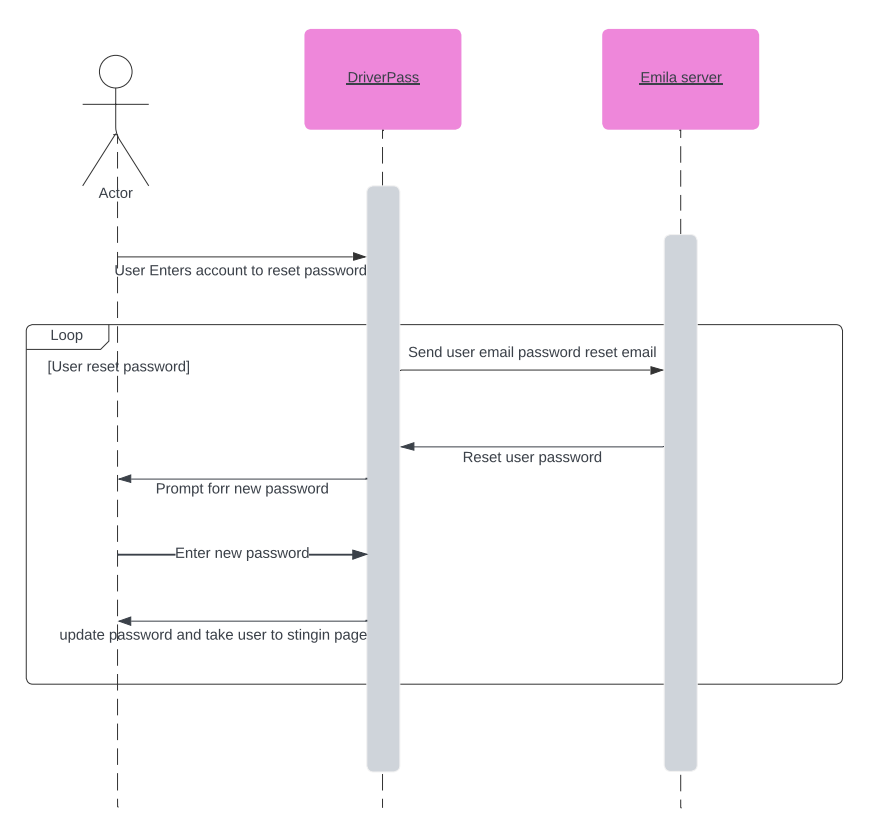 DriverPass
Emila server
Actor
User Enters account to reset password
Loop
[User reset password]
Send user email password reset email
Reset user password
Prompt forr new password
Enter new password
update password and take user to stingin page